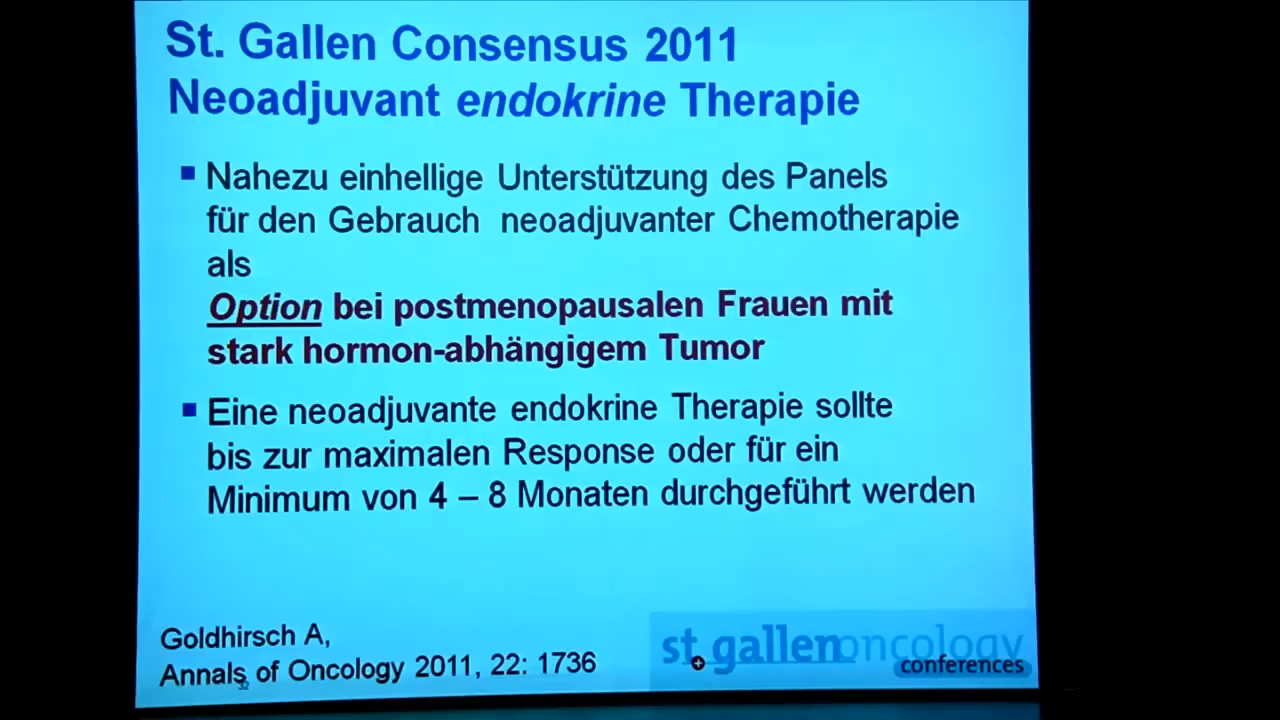 St. Gallen Consensus 2011
Neoadjuvant endokrine Therapie
Nahezu einhellige Unterstützung des Panels
für den Gebrauch neoadjuvanter Chemotherapie
als
Option bei postmenopausalen Frauen mit
stark hormon-abhängigem Tumor
Eine neoadjuvante endokrine Therapie sollte
bis zur maximalen Response oder für ein
Minimum von 4 – 8 Monaten durchgeführt werden
Goldhirsch A,
Annals of Oncology 2011, 22: 1736
st.gallenoncology
conferences